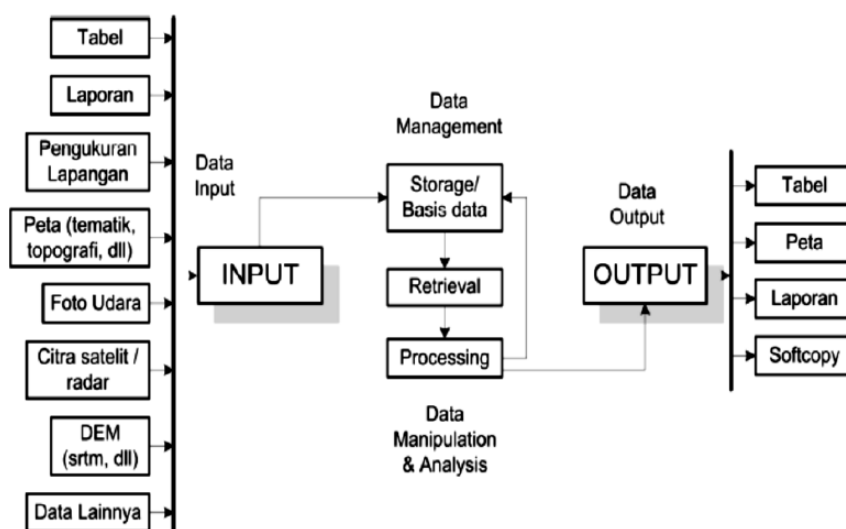 Tabel
Laporan
Pengukuran
Lapangan
Peta (tematik,
topografi, dll)
Foto Udara
Citra satelit /
radar
DEM
(srtm, dll)
Data Lainnya
Data
Input
INPUT
Data
Management
Storage/
Basis data
Retrieval
Processing
Data
Manipulation
& Analysis
Data
Output
OUTPUT
Tabel
Peta
Laporan
Softcopy